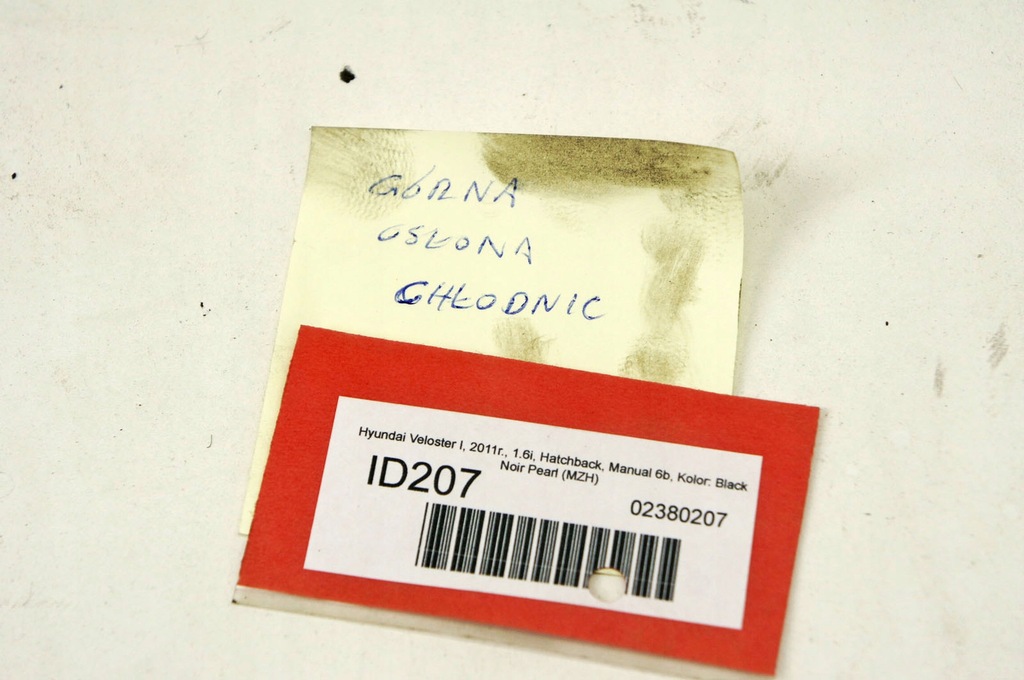 GÓRNA
OSŁONA
CHŁODNIC
Hyundai Veloster I, 2011r., 1.6i, Hatchback, Manual 6b, Kolor: Black
Noir Pearl (MZH)
ID207
02380207